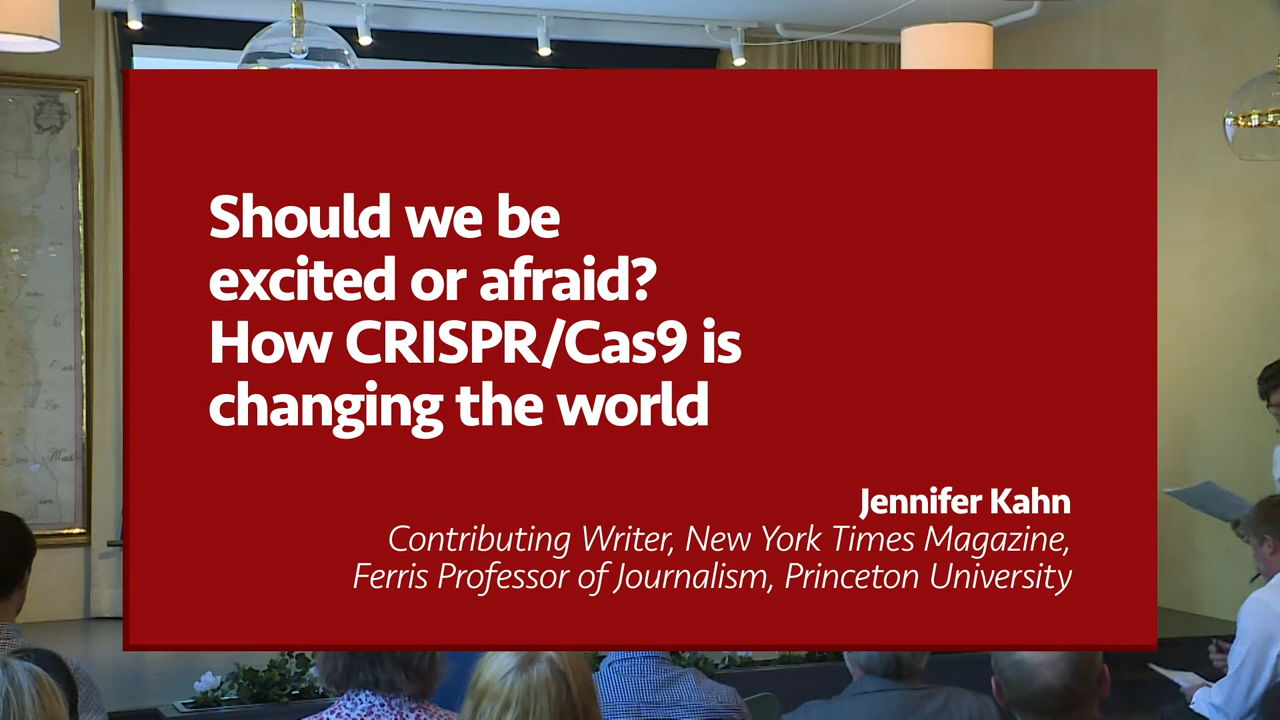 Should we be
excited or afraid?
How CRISPR/Cas9 is
changing the world
Jennifer Kahn
Contributing Writer, New York Times Magazine,
Ferris Professor of Journalism, Princeton University